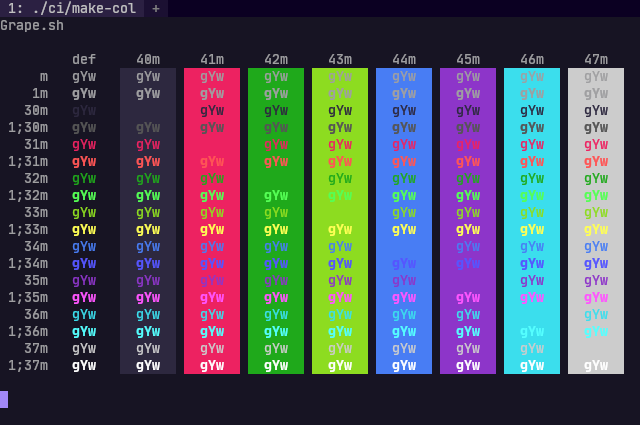 1: ./ci/make-col +
Grape.sh
def 40m 41m 42m 43m 44m 45m 46m 47m
m gYw gYw gYw gYw gYw gYw gYw gYw gYw
1m gYw gYw gYw gYw gYw gYw gYw gYw gYw
30m gYw gYw gYw gYw gYw gYw gYw gYw
1;30m gYw gYw gYw gYw gYw gYw gYw gYw gYw
31m gYw gYw gYw gYw gYw gYw gYw gYw
1;31m gYw gYw gYw gYw gYw gYw gYw gYw gYw
32m gYw gYw gYw gYw gYw gYw gYw gYw
1;32m gYw gYw gYw gYw gYw gYw gYw gYw gYw
33m gYw gYw gYw gYw gYw gYw gYw gYw
1;33m gYw gYw gYw gYw gYw gYw gYw gYw gYw
34m gYw gYw gYw gYw gYw gYw gYw gYw
1;34m gYw gYw gYw gYw gYw gYw gYw gYw gYw
35m gYw gYw gYw gYw gYw gYw gYw gYw
1;35m gYw gYw gYw gYw gYw gYw gYw gYw gYw
36m gYw gYw gYw gYw gYw gYw gYw gYw
1;36m gYw gYw gYw gYw gYw gYw gYw gYw gYw
37m gYw gYw gYw gYw gYw gYw gYw gYw
1;37m gYw gYw gYw gYw gYw gYw gYw gYw gYw